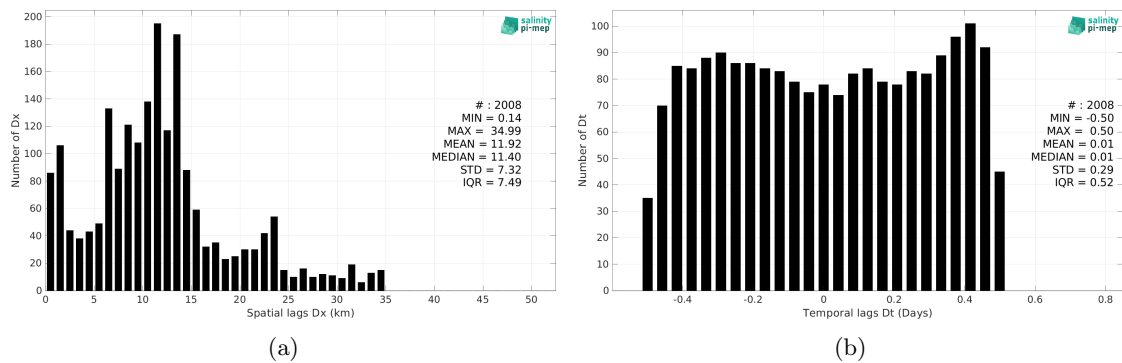 200
180
160
140
120
100
80
60
40
20
0
Number of Dx
0 5 10 15 20 25 30 35 40 45 50
Spatial lags Dx (km)
salinity
pi-mep
# : 2008
MIN = 0.14
MAX = 34.99
MEAN = 11.92
MEDIAN = 11.40
STD = 7.32
IQR = 7.49
(a)
100
90
80
70
60
50
40
30
20
10
0
Number of Dt
-0.4 -0.2 0 0.2 0.4 0.6 0.8
Temporal lags Dt (Days)
salinity
pi-mep
# : 2008
MIN = -0.50
MAX = 0.50
MEAN = 0.01
MEDIAN = 0.01
STD = 0.29
IQR = 0.52
(b)